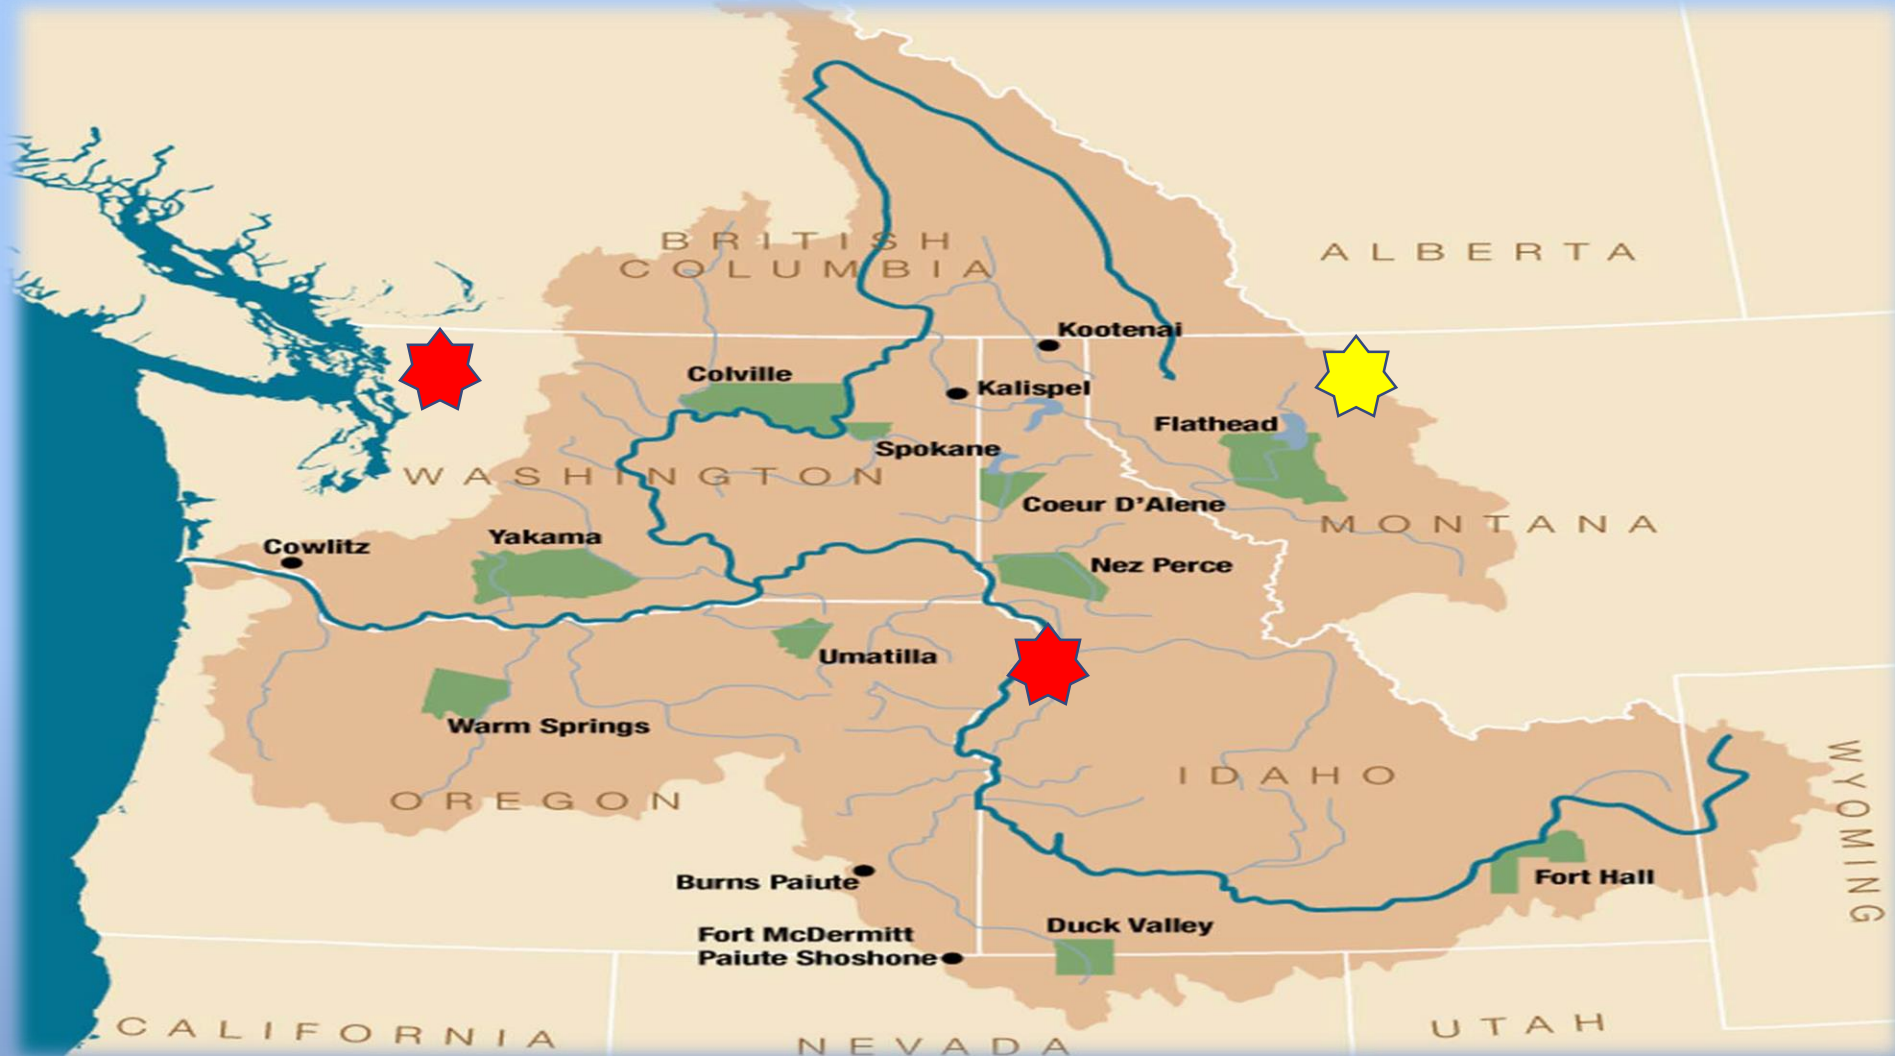 BRITISH
COLUMBIA
ALBERTA
Kootenai
Colville
Kalispel
Flathead
Spokane
WASHINGTON
Coeur D'Alene
MONTANA
Cowlitz
Yakama
Nez Perce
Umatilla
Warm Springs
OREGON
IDAHO
WYOMING
Burns Paiute
Fort Hall
Duck Valley
Fort McDermitt
Paiute Shoshone
CALIFORNIA
NEVADA
UTAH